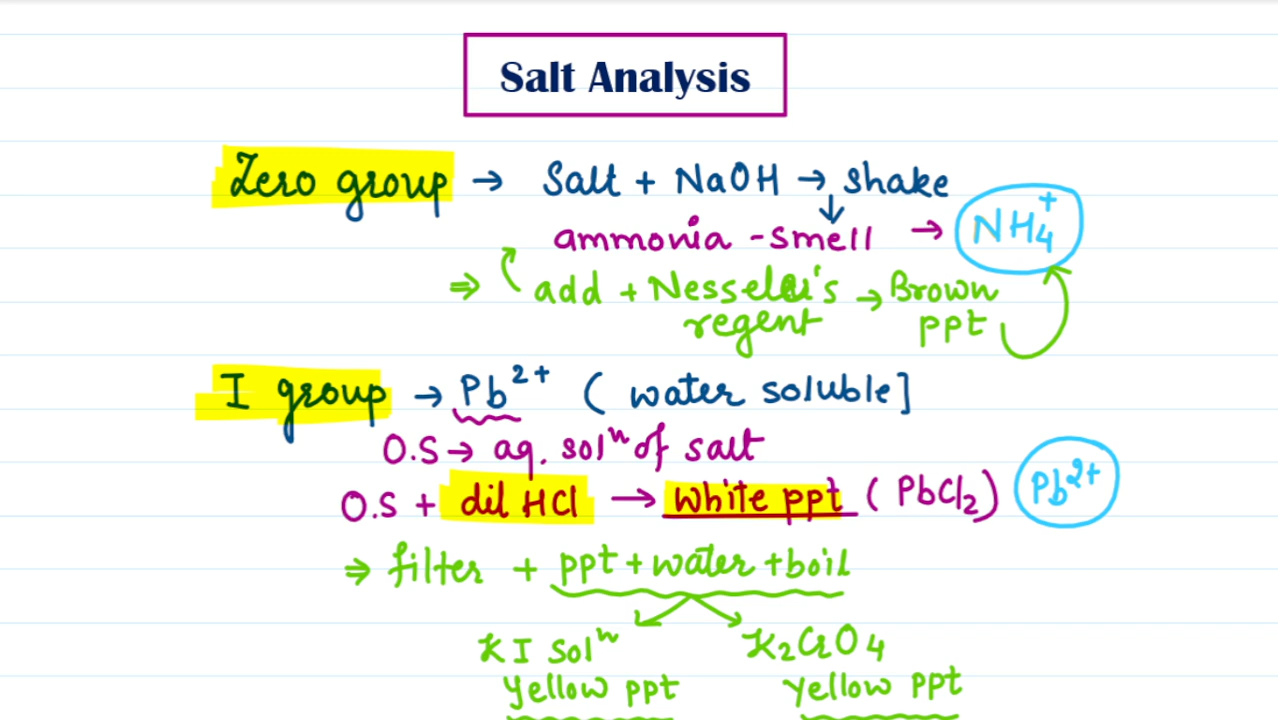 Salt Analysis
Zero group → Salt + NaOH → shake
↓
ammonia - smell → NH₄⁺
⇒ add + Nesseler's → Brown
regent ppt
I group → Pb²⁺ ( water soluble]
O.S → aq. solⁿ of salt
O.S + dil HCl → white ppt ( PbCl₂) Pb²⁺
⇒ filter + ppt + water + boil
KI solⁿ K₂CrO₄
Yellow ppt Yellow ppt